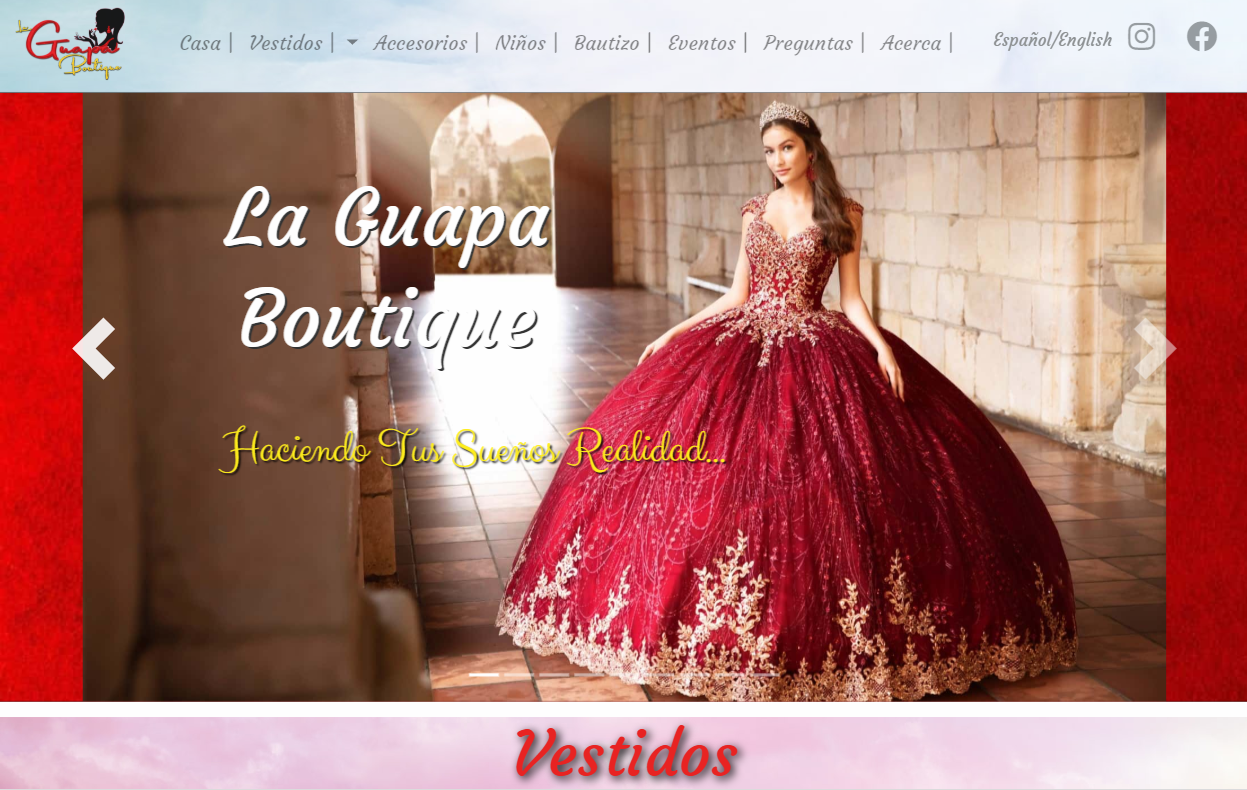 La
Guapa
Boutique
Casa | Vestidos | Accesorios | Niños | Bautizo | Eventos | Preguntas | Acerca |
Español/English
La Guapa
Boutique
Haciendo Tus Sueños Realidad...
Vestidos